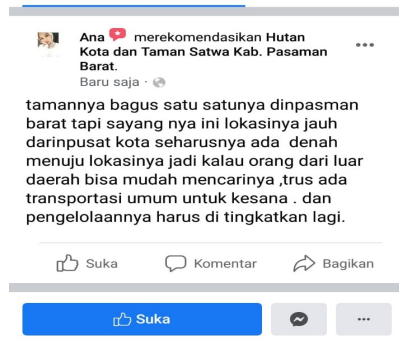 Ana merekomendasikan Hutan
Kota dan Taman Satwa Kab. Pasaman
Barat.
Baru saja ·
tamannya bagus satu satunya dinpasman
barat tapi sayang nya ini lokasinya jauh
darinpusat kota seharusnya ada denah
menuju lokasinya jadi kalau orang dari luar
daerah bisa mudah mencarinya ,trus ada
transportasi umum untuk kesana . dan
pengelolaannya harus di tingkatkan lagi.
Suka Komentar Bagikan
Suka